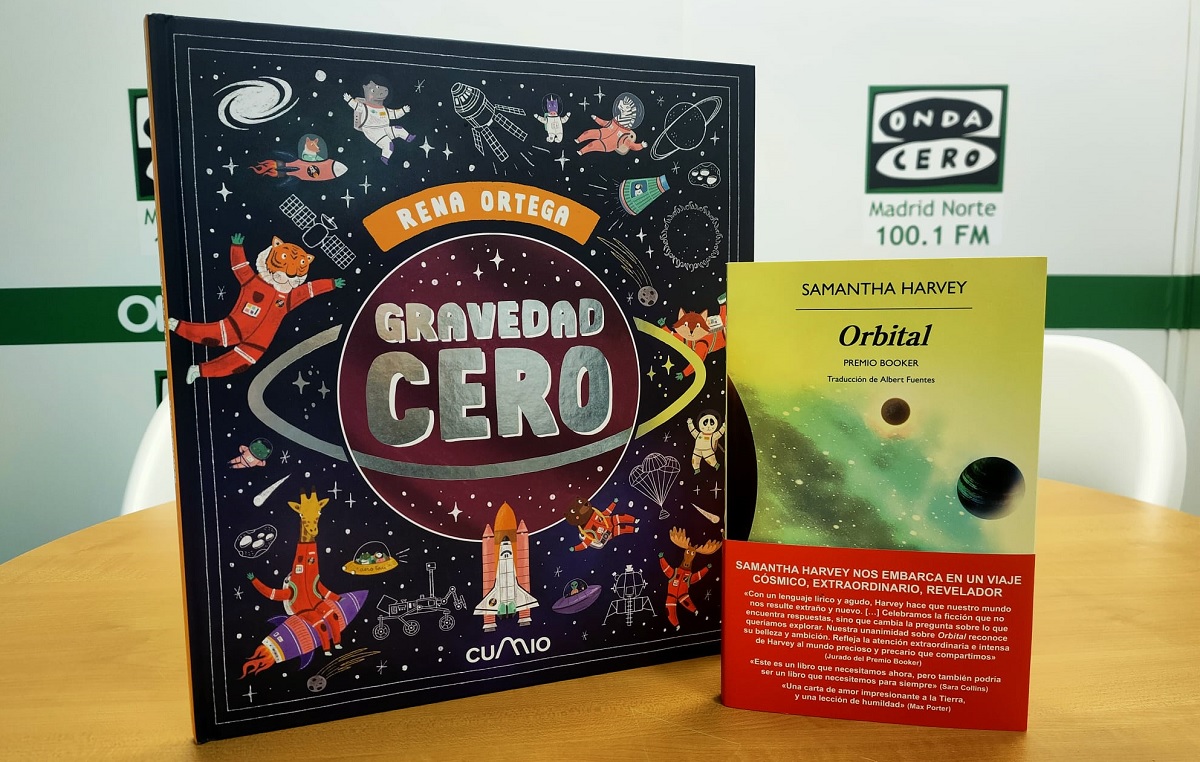 RENA ORTEGA
GRAVEDAD
CERO
CUMIO
ONDA
CERO
Madrid Norte
100.1 FM
SAMANTHA HARVEY
Orbital
PREMIO BOOKER
Traducción de Albert Fuentes
SAMANTHA HARVEY NOS EMBARCA EN UN VIAJE
CÓSMICO, EXTRAORDINARIO, REVELADOR
«Con un lenguaje lírico y agudo, Harvey hace que nuestro mundo
nos resulte extraño y nuevo. [...] Celebramos la ficción que no
encuentra respuestas, sino que cambia la pregunta sobre lo que
queríamos explorar. Nuestra unanimidad sobre Orbital reconoce
su belleza y ambición. Refleja la atención extraordinaria e intensa
de Harvey al mundo precioso y precario que compartimos»
(Jurado del Premio Booker)
«Este es un libro que necesitamos ahora, pero también podría
ser un libro que necesitemos para siempre» (Sara Collins)
«Una carta de amor impresionante a la Tierra,
y una lección de humildad» (Max Porter)